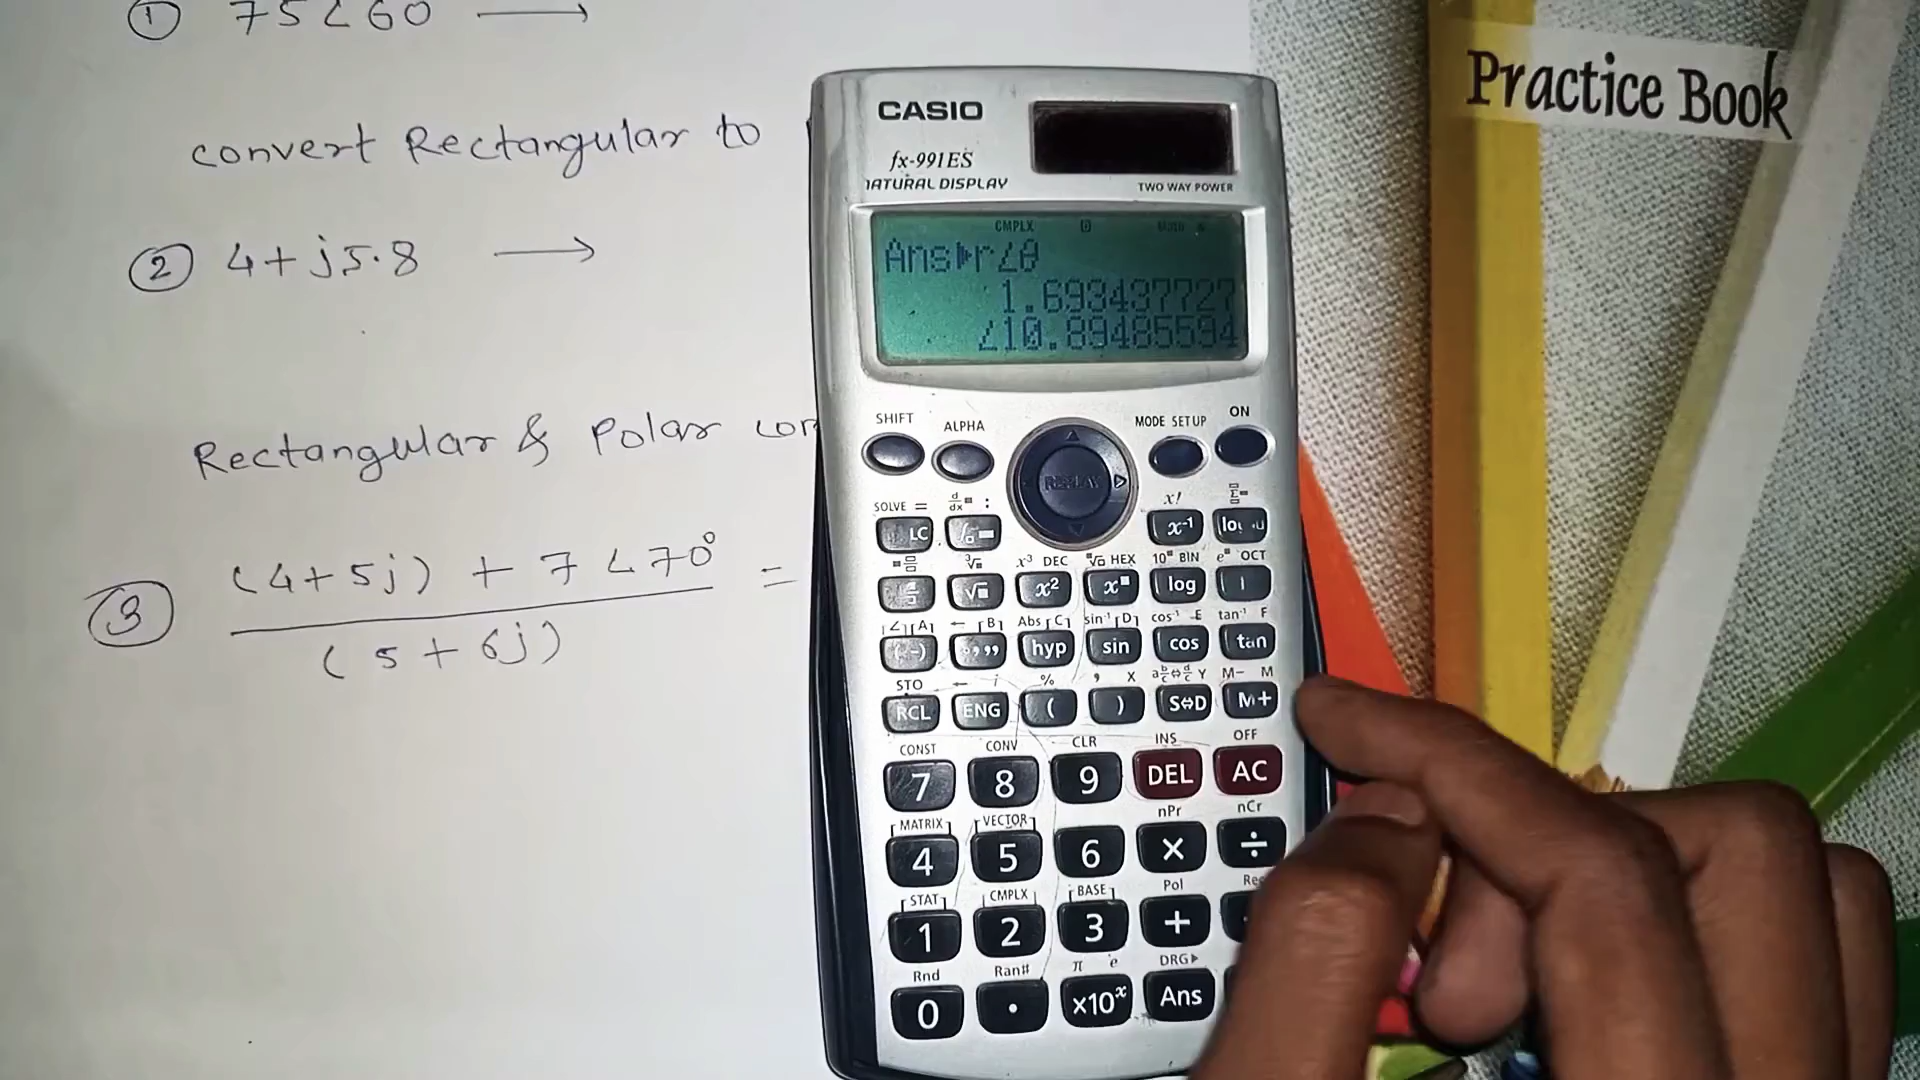 ① 75∠60 ⟶
convert Rectangular to
② 4+j5.8 ⟶
Rectangular & Polar con
③ (4+5j) + 7∠70° =
(5+6j)
Practice Book
CASIO
fx-991ES
NATURAL DISPLAY
TWO WAY POWER
CMPLX D Math
Ans▶r∠θ
1.693437727
∠10.89485594
SHIFT ALPHA REPLAY MODE SETUP ON
SOLVE = d/dx : x! Σ=
x⁻¹
³√ x³ DEC HEX 10 BIN e OCT
√ x² x log
∠ [A] ← [B] Abs [C] sin⁻¹ [D] cos⁻¹ E tan⁻¹ F
(-) hyp sin cos tan
STO ← i % , X Y M− M
RCL ENG ( ) S⇔D M+
CONST CONV CLR INS OFF
7 8 9 DEL AC
MATRIX VECTOR nPr nCr
4 5 6 × ÷
STAT CMPLX BASE Pol
1 2 3 +
Rnd Ran# π e DRG▶
0 . ×10ˣ Ans